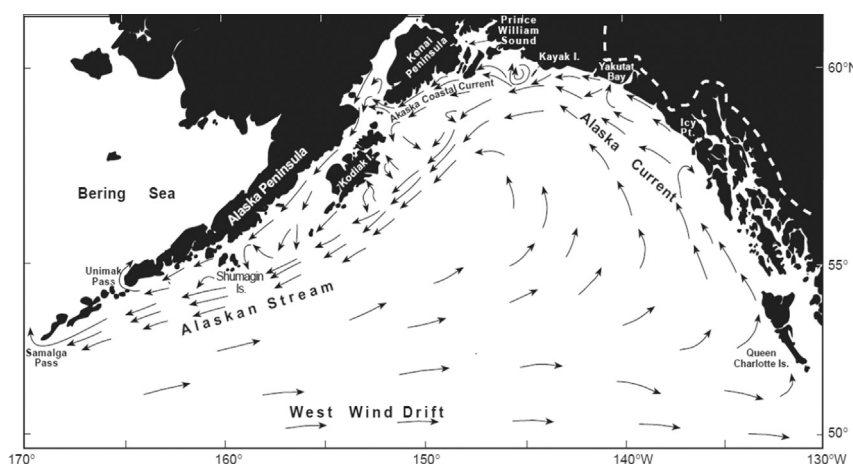 Prince
William
Sound
Kenai
Peninsula
Kayak I.
Yakutat
Bay
60°N
Akaska Coastal Current
Icy
Pt.
Alaska
Current
Kodiak I.
Alaska Peninsula
Bering Sea
Unimak
Pass
Shumagin
Is.
55°
Alaskan Stream
Samalga
Pass
Queen
Charlotte Is.
West Wind Drift
50°
170°
160°
150°
140°
130°W